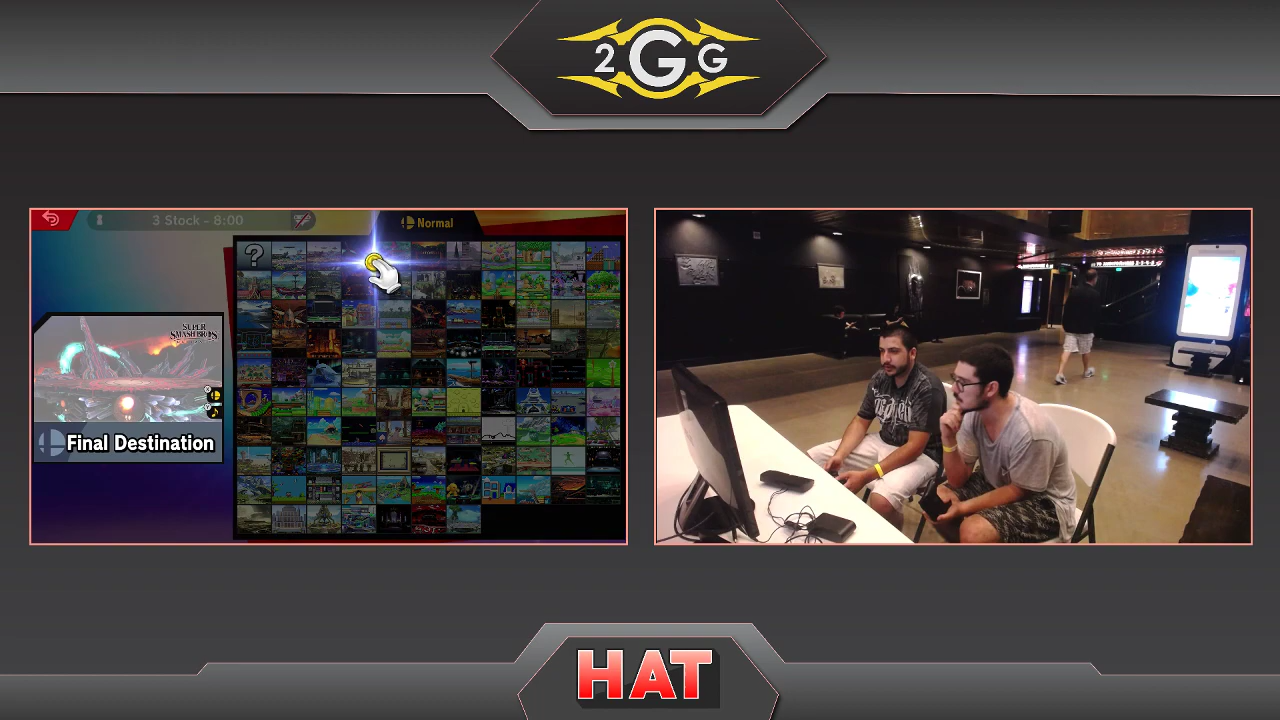 2GG
3 Stock - 8:00
Normal
?
SUPER
SMASH BROS
Final Destination
HAT